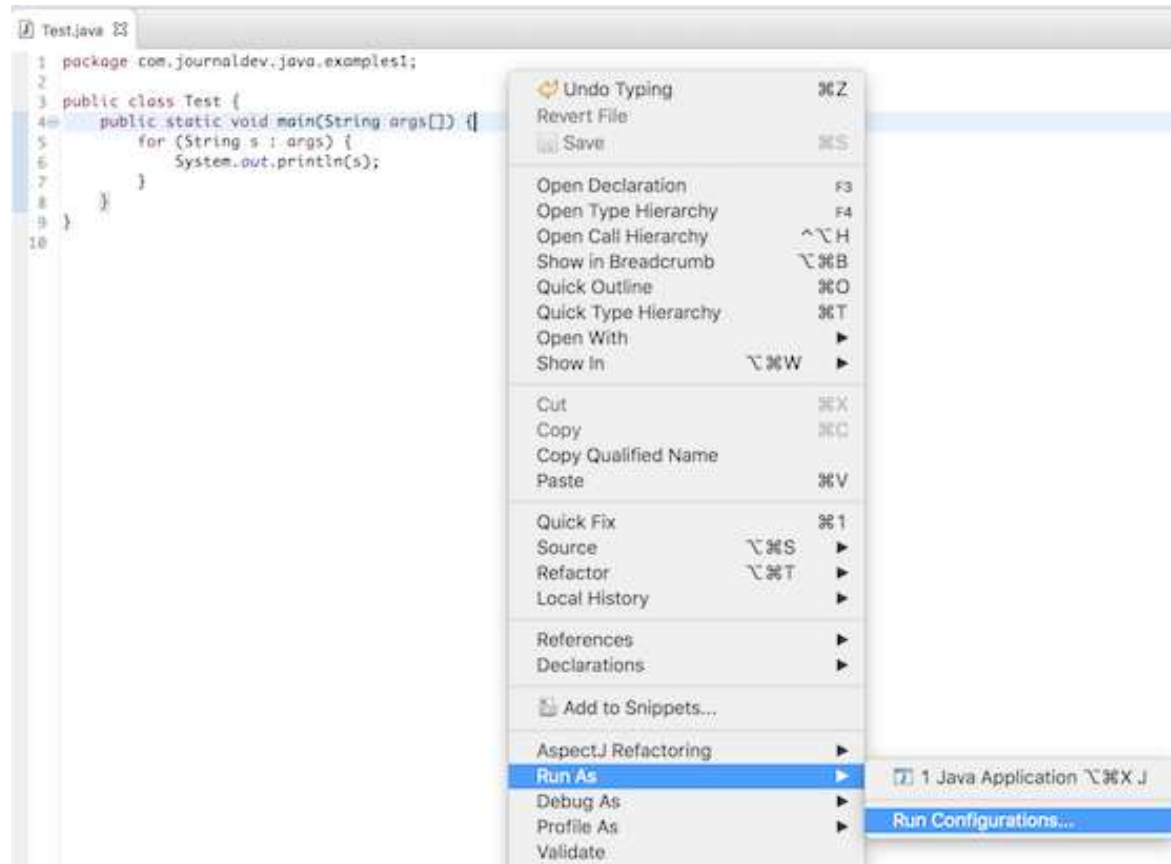 Test.java
1 package com.journaldev.java.examples1;
2
3 public class Test {
4 public static void main(String args[]) {
5 for (String s : args) {
6 System.out.println(s);
7 }
8 }
9 }
10
Undo Typing ⌘Z
Revert File
Save ⌘S
Open Declaration F3
Open Type Hierarchy F4
Open Call Hierarchy ^⌥H
Show in Breadcrumb ⌥⌘B
Quick Outline ⌘O
Quick Type Hierarchy ⌘T
Open With
Show In ⌥⌘W
Cut ⌘X
Copy ⌘C
Copy Qualified Name
Paste ⌘V
Quick Fix ⌘1
Source ⌥⌘S
Refactor ⌥⌘T
Local History
References
Declarations
Add to Snippets...
AspectJ Refactoring
Run As
Debug As
Profile As
Validate
1 Java Application ⌥⌘X J
Run Configurations...